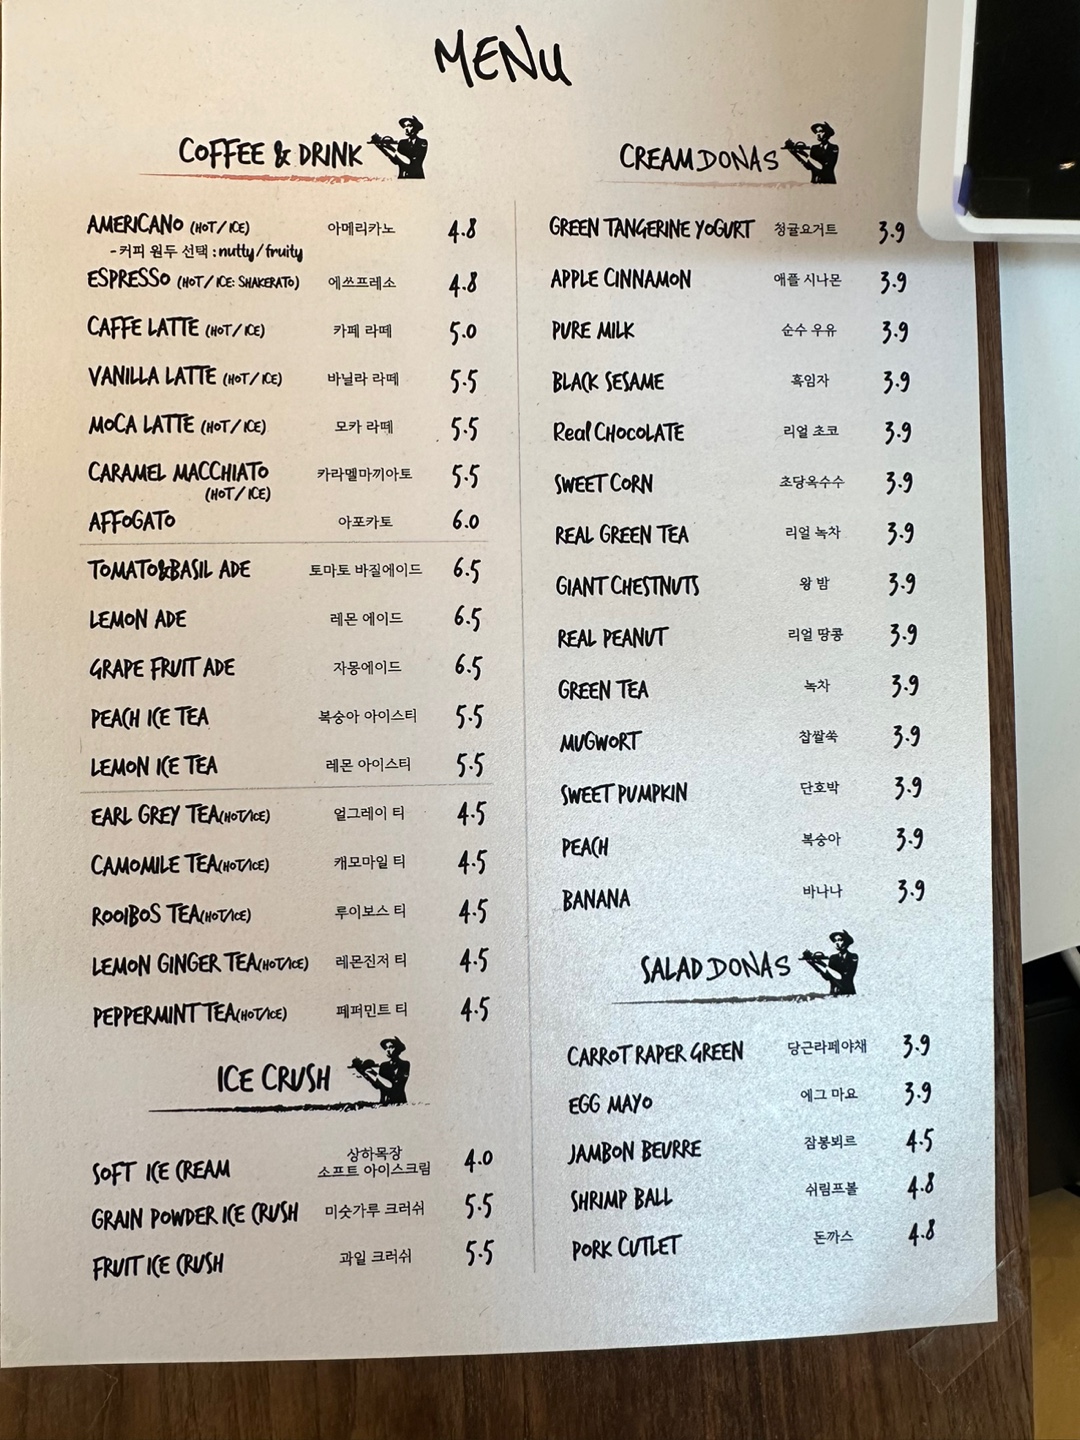 MENU
COFFEE & DRINK
AMERICANO (HOT/ICE) 아메리카노 4.8
-커피 원두 선택 : nutty/fruity
ESPRESSO (HOT/ICE: SHAKERATO) 에쓰프레소 4.8
CAFFE LATTE (HOT/ICE) 카페 라떼 5.0
VANILLA LATTE (HOT/ICE) 바닐라 라떼 5.5
MOCA LATTE (HOT/ICE) 모카 라떼 5.5
CARAMEL MACCHIATO 카라멜마끼아토 5.5
(HOT/ICE)
AFFOGATO 아포카토 6.0
TOMATO&BASIL ADE 토마토 바질에이드 6.5
LEMON ADE 레몬 에이드 6.5
GRAPE FRUIT ADE 자몽에이드 6.5
PEACH ICE TEA 복숭아 아이스티 5.5
LEMON ICE TEA 레몬 아이스티 5.5
EARL GREY TEA(HOT/ICE) 얼그레이 티 4.5
CAMOMILE TEA(HOT/ICE) 캐모마일 티 4.5
ROOIBOS TEA(HOT/ICE) 루이보스 티 4.5
LEMON GINGER TEA(HOT/ICE) 레몬진저 티 4.5
PEPPERMINT TEA(HOT/ICE) 페퍼민트 티 4.5
ICE CRUSH
상하목장
SOFT ICE CREAM 소프트 아이스크림 4.0
GRAIN POWDER ICE CRUSH 미숫가루 크러쉬 5.5
FRUIT ICE CRUSH 과일 크러쉬 5.5
CREAM DONAS
GREEN TANGERINE YOGURT 청귤요거트 3.9
APPLE CINNAMON 애플 시나몬 3.9
PURE MILK 순수 우유 3.9
BLACK SESAME 흑임자 3.9
Real CHOCOLATE 리얼 초코 3.9
SWEET CORN 초당옥수수 3.9
REAL GREEN TEA 리얼 녹차 3.9
GIANT CHESTNUTS 왕 밤 3.9
REAL PEANUT 리얼 땅콩 3.9
GREEN TEA 녹차 3.9
MUGWORT 찹쌀쑥 3.9
SWEET PUMPKIN 단호박 3.9
PEACH 복숭아 3.9
BANANA 바나나 3.9
SALAD DONAS
CARROT RAPER GREEN 당근라페야채 3.9
EGG MAYO 에그 마요 3.9
JAMBON BEURRE 잠봉뵈르 4.5
SHRIMP BALL 쉬림프볼 4.8
PORK CUTLET 돈까스 4.8